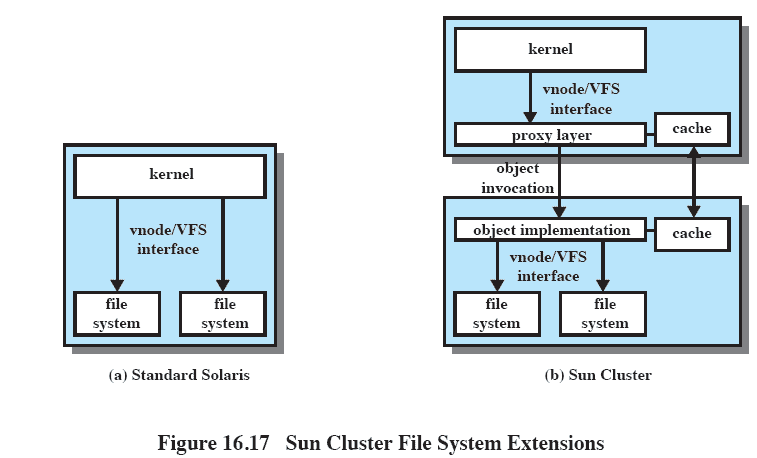 kernel
vnode/VFS
interface
file
system
file
system
(a) Standard Solaris
kernel
vnode/VFS
interface
proxy layer
cache
object
invocation
object implementation
cache
vnode/VFS
interface
file
system
file
system
(b) Sun Cluster
Figure 16.17 Sun Cluster File System Extensions